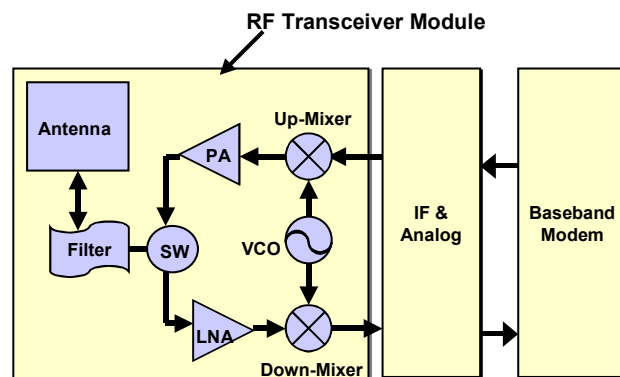 RF Transceiver Module
Antenna
Up-Mixer
PA
Filter
SW
VCO
LNA
Down-Mixer
IF &
Analog
Baseband
Modem